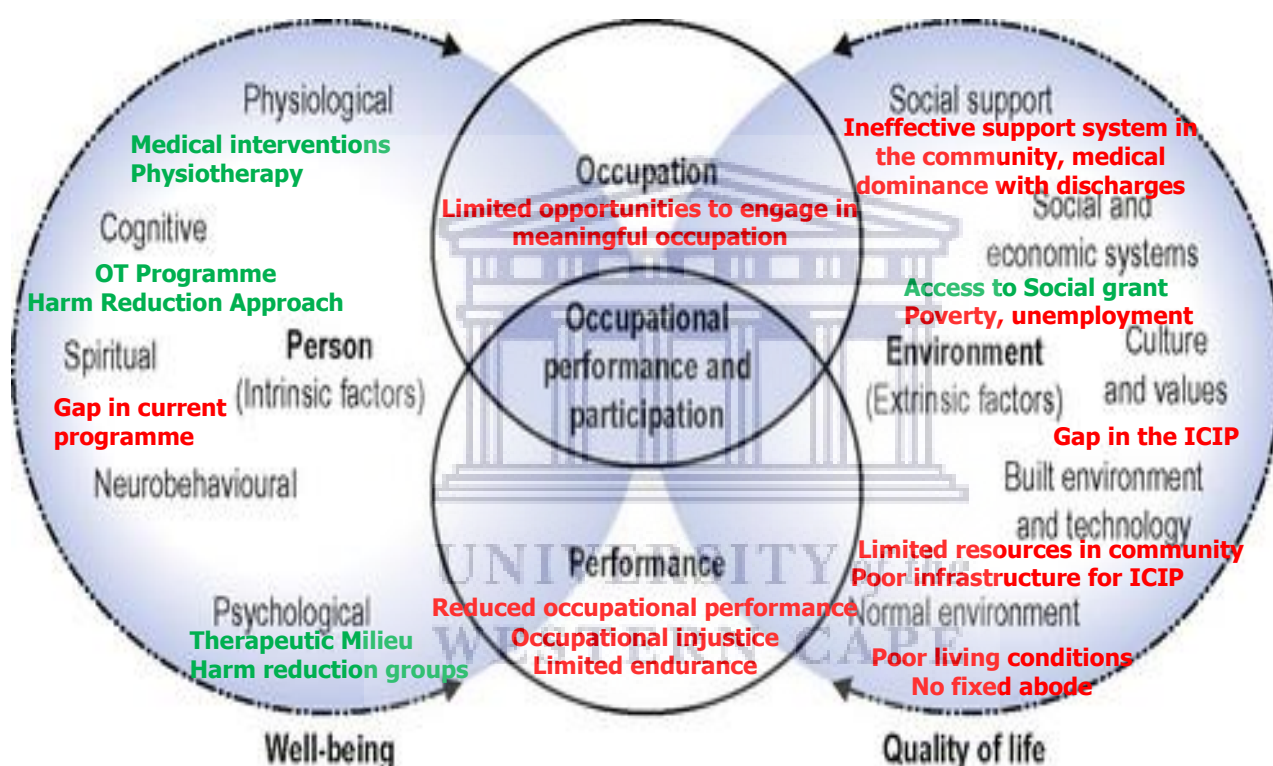 Physiological
Medical interventions
Physiotherapy
Cognitive
OT Programme
Harm Reduction Approach
Spiritual
Person
(Intrinsic factors)
Gap in current
programme
Neurobehavioural
Psychological
Therapeutic Milieu
Harm reduction groups
Well-being
Occupation
Limited opportunities to engage in
meaningful occupation
Occupational
performance and
participation
Performance
Reduced occupational performance
Occupational injustice
Limited endurance
Social support
Ineffective support system in
the community, medical
dominance with discharges
Social and
economic systems
Access to Social grant
Poverty, unemployment
Environment
(Extrinsic factors)
Culture
and values
Gap in the ICIP
Built environment
and technology
Limited resources in community
Poor infrastructure for ICIP
Normal environment
Poor living conditions
No fixed abode
Quality of life
UNIVERSITY of the
WESTERN CAPE